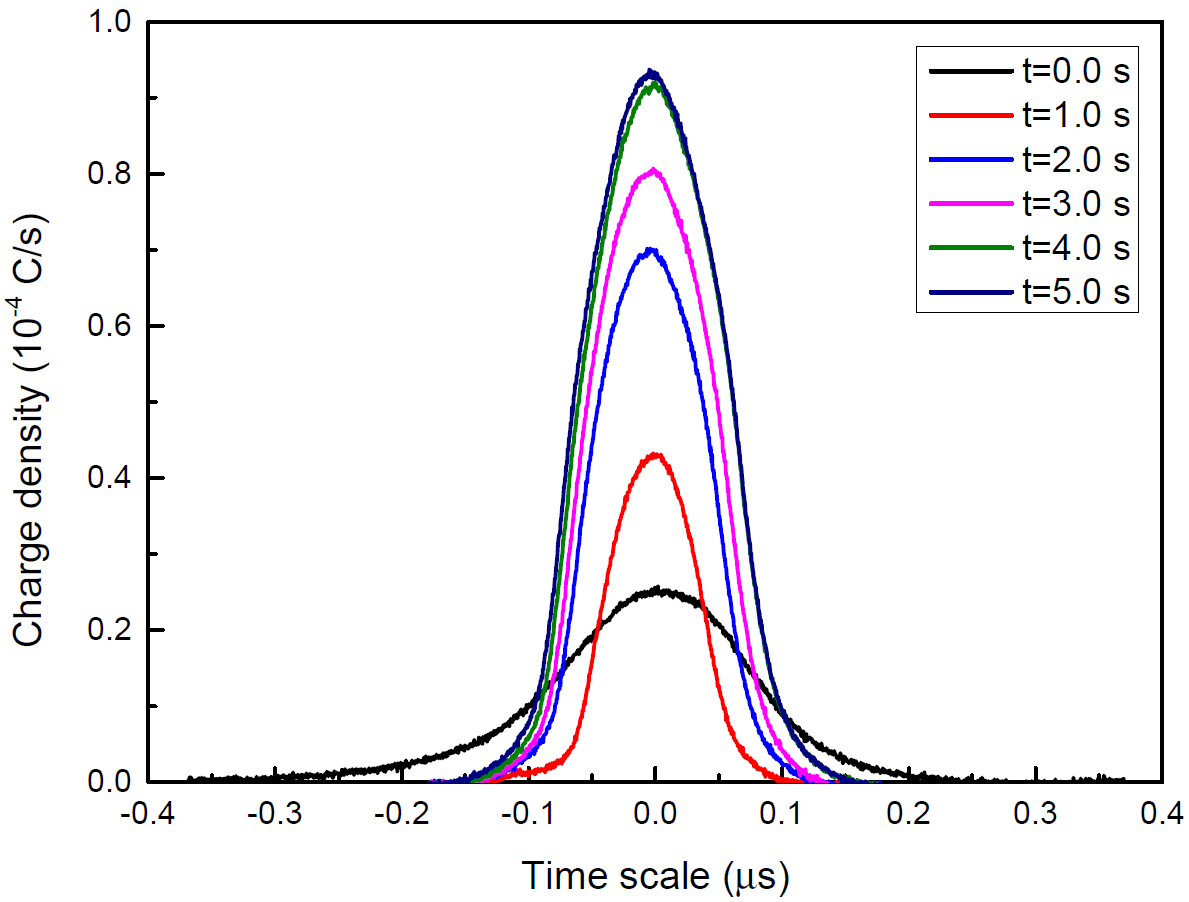 1.0
0.8
0.6
0.4
0.2
0.0
Charge density (10⁻⁴ C/s)
t=0.0 s
t=1.0 s
t=2.0 s
t=3.0 s
t=4.0 s
t=5.0 s
-0.4 -0.3 -0.2 -0.1 0.0 0.1 0.2 0.3 0.4
Time scale (μs)